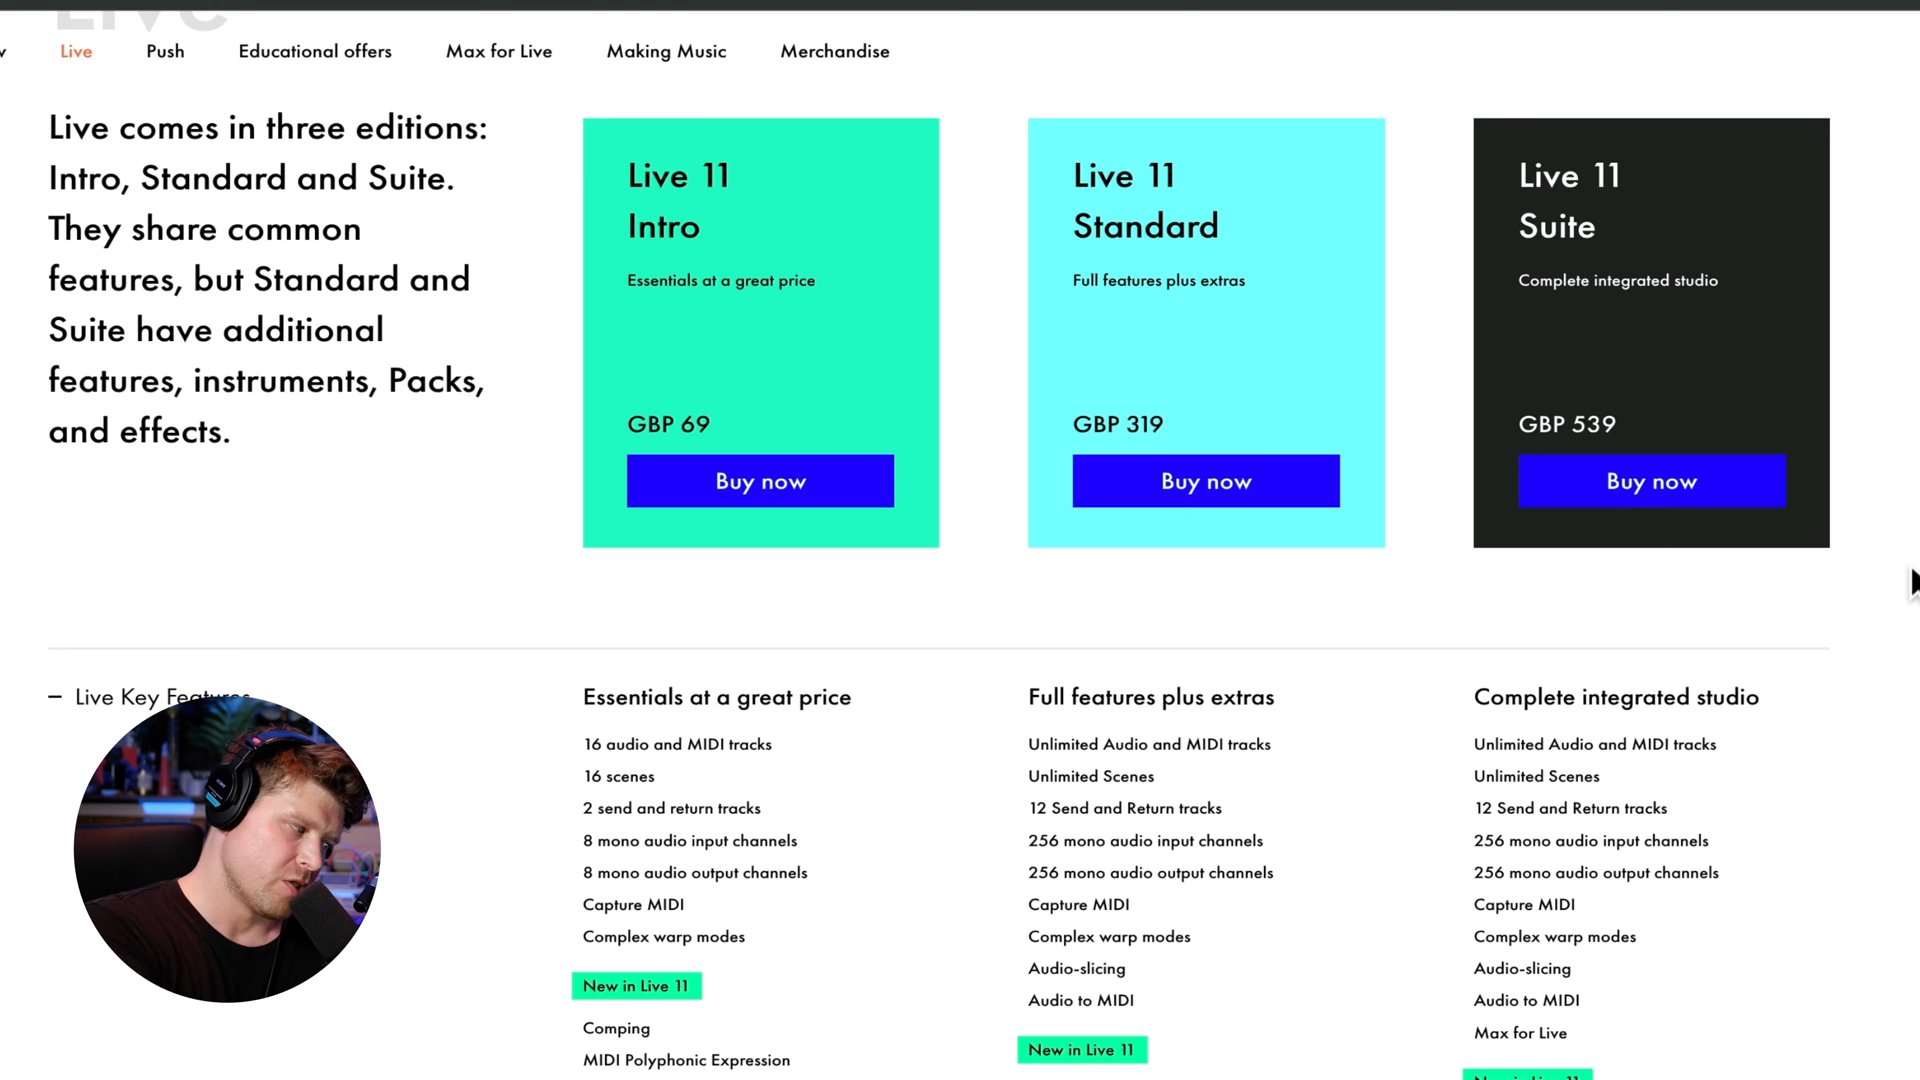 Live
Live
Push
Educational offers
Max for Live
Making Music
Merchandise
Live comes in three editions:
Intro, Standard and Suite.
They share common
features, but Standard and
Suite have additional
features, instruments, Packs,
and effects.
Live 11
Intro
Essentials at a great price
GBP 69
Buy now
Live 11
Standard
Full features plus extras
GBP 319
Buy now
Live 11
Suite
Complete integrated studio
GBP 539
Buy now
Live Key Features
Essentials at a great price
16 audio and MIDI tracks
16 scenes
2 send and return tracks
8 mono audio input channels
8 mono audio output channels
Capture MIDI
Complex warp modes
New in Live 11
Comping
MIDI Polyphonic Expression
Full features plus extras
Unlimited Audio and MIDI tracks
Unlimited Scenes
12 Send and Return tracks
256 mono audio input channels
256 mono audio output channels
Capture MIDI
Complex warp modes
Audio-slicing
Audio to MIDI
New in Live 11
Complete integrated studio
Unlimited Audio and MIDI tracks
Unlimited Scenes
12 Send and Return tracks
256 mono audio input channels
256 mono audio output channels
Capture MIDI
Complex warp modes
Audio-slicing
Audio to MIDI
Max for Live
New in Live 11